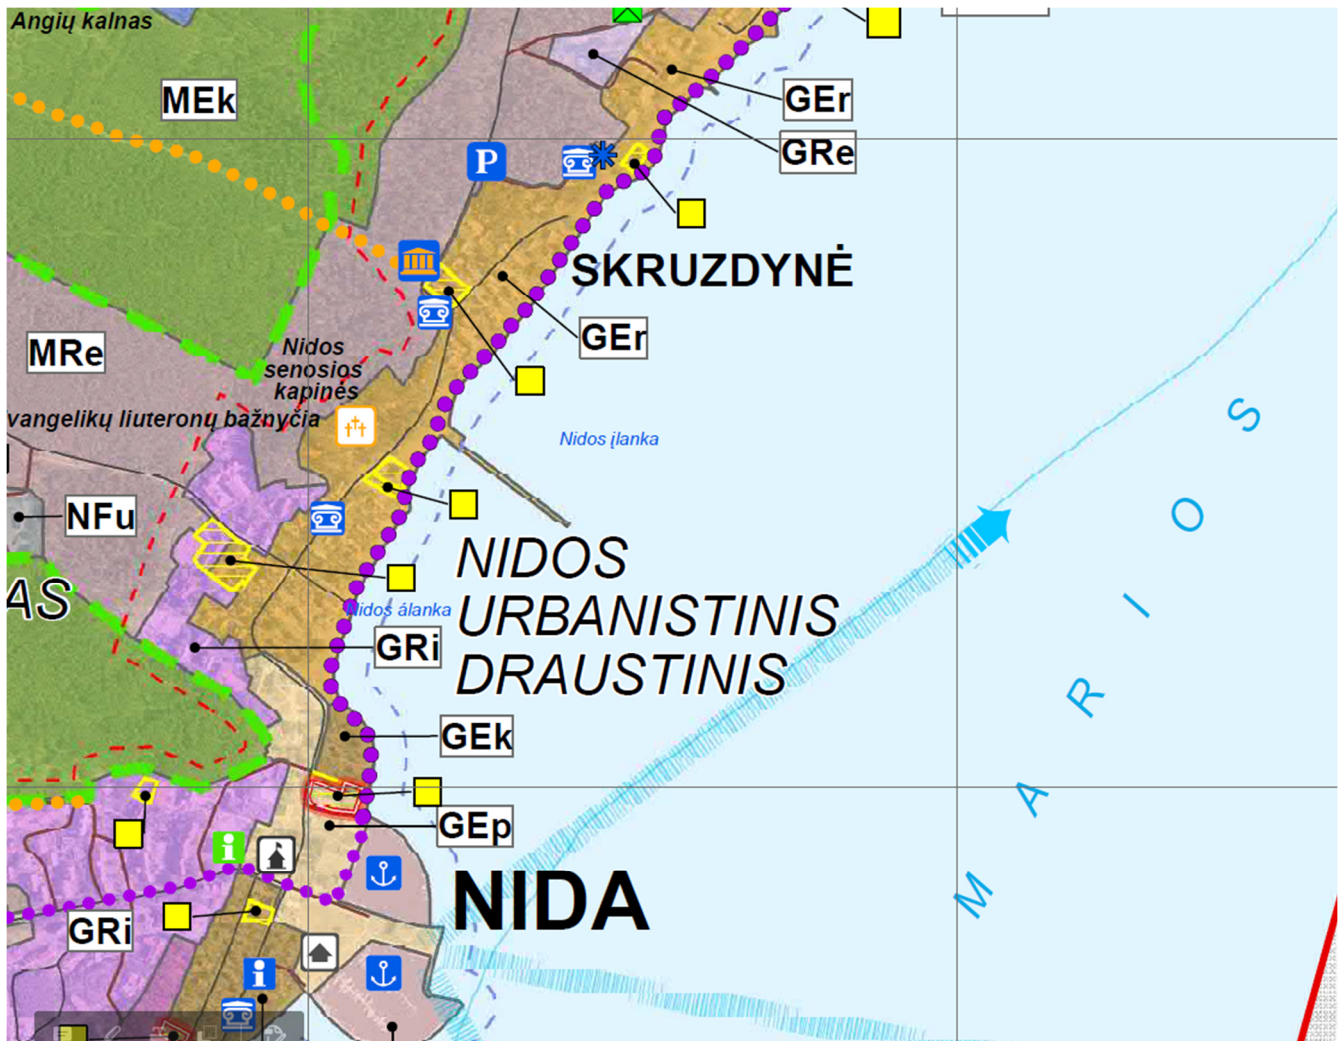 Angių kalnas
MEk
GEr
GRe
P
SKRUZDYNĖ
GEr
MRe
Nidos
senosios
kapinės
vangelikų liuteronų bažnyčia
Nidos įlanka
NFu
NIDOS
URBANISTINIS
DRAUSTINIS
AS
Nidos álanka
GRi
GEk
GEp
i
NIDA
GRi
i
M A R I O S